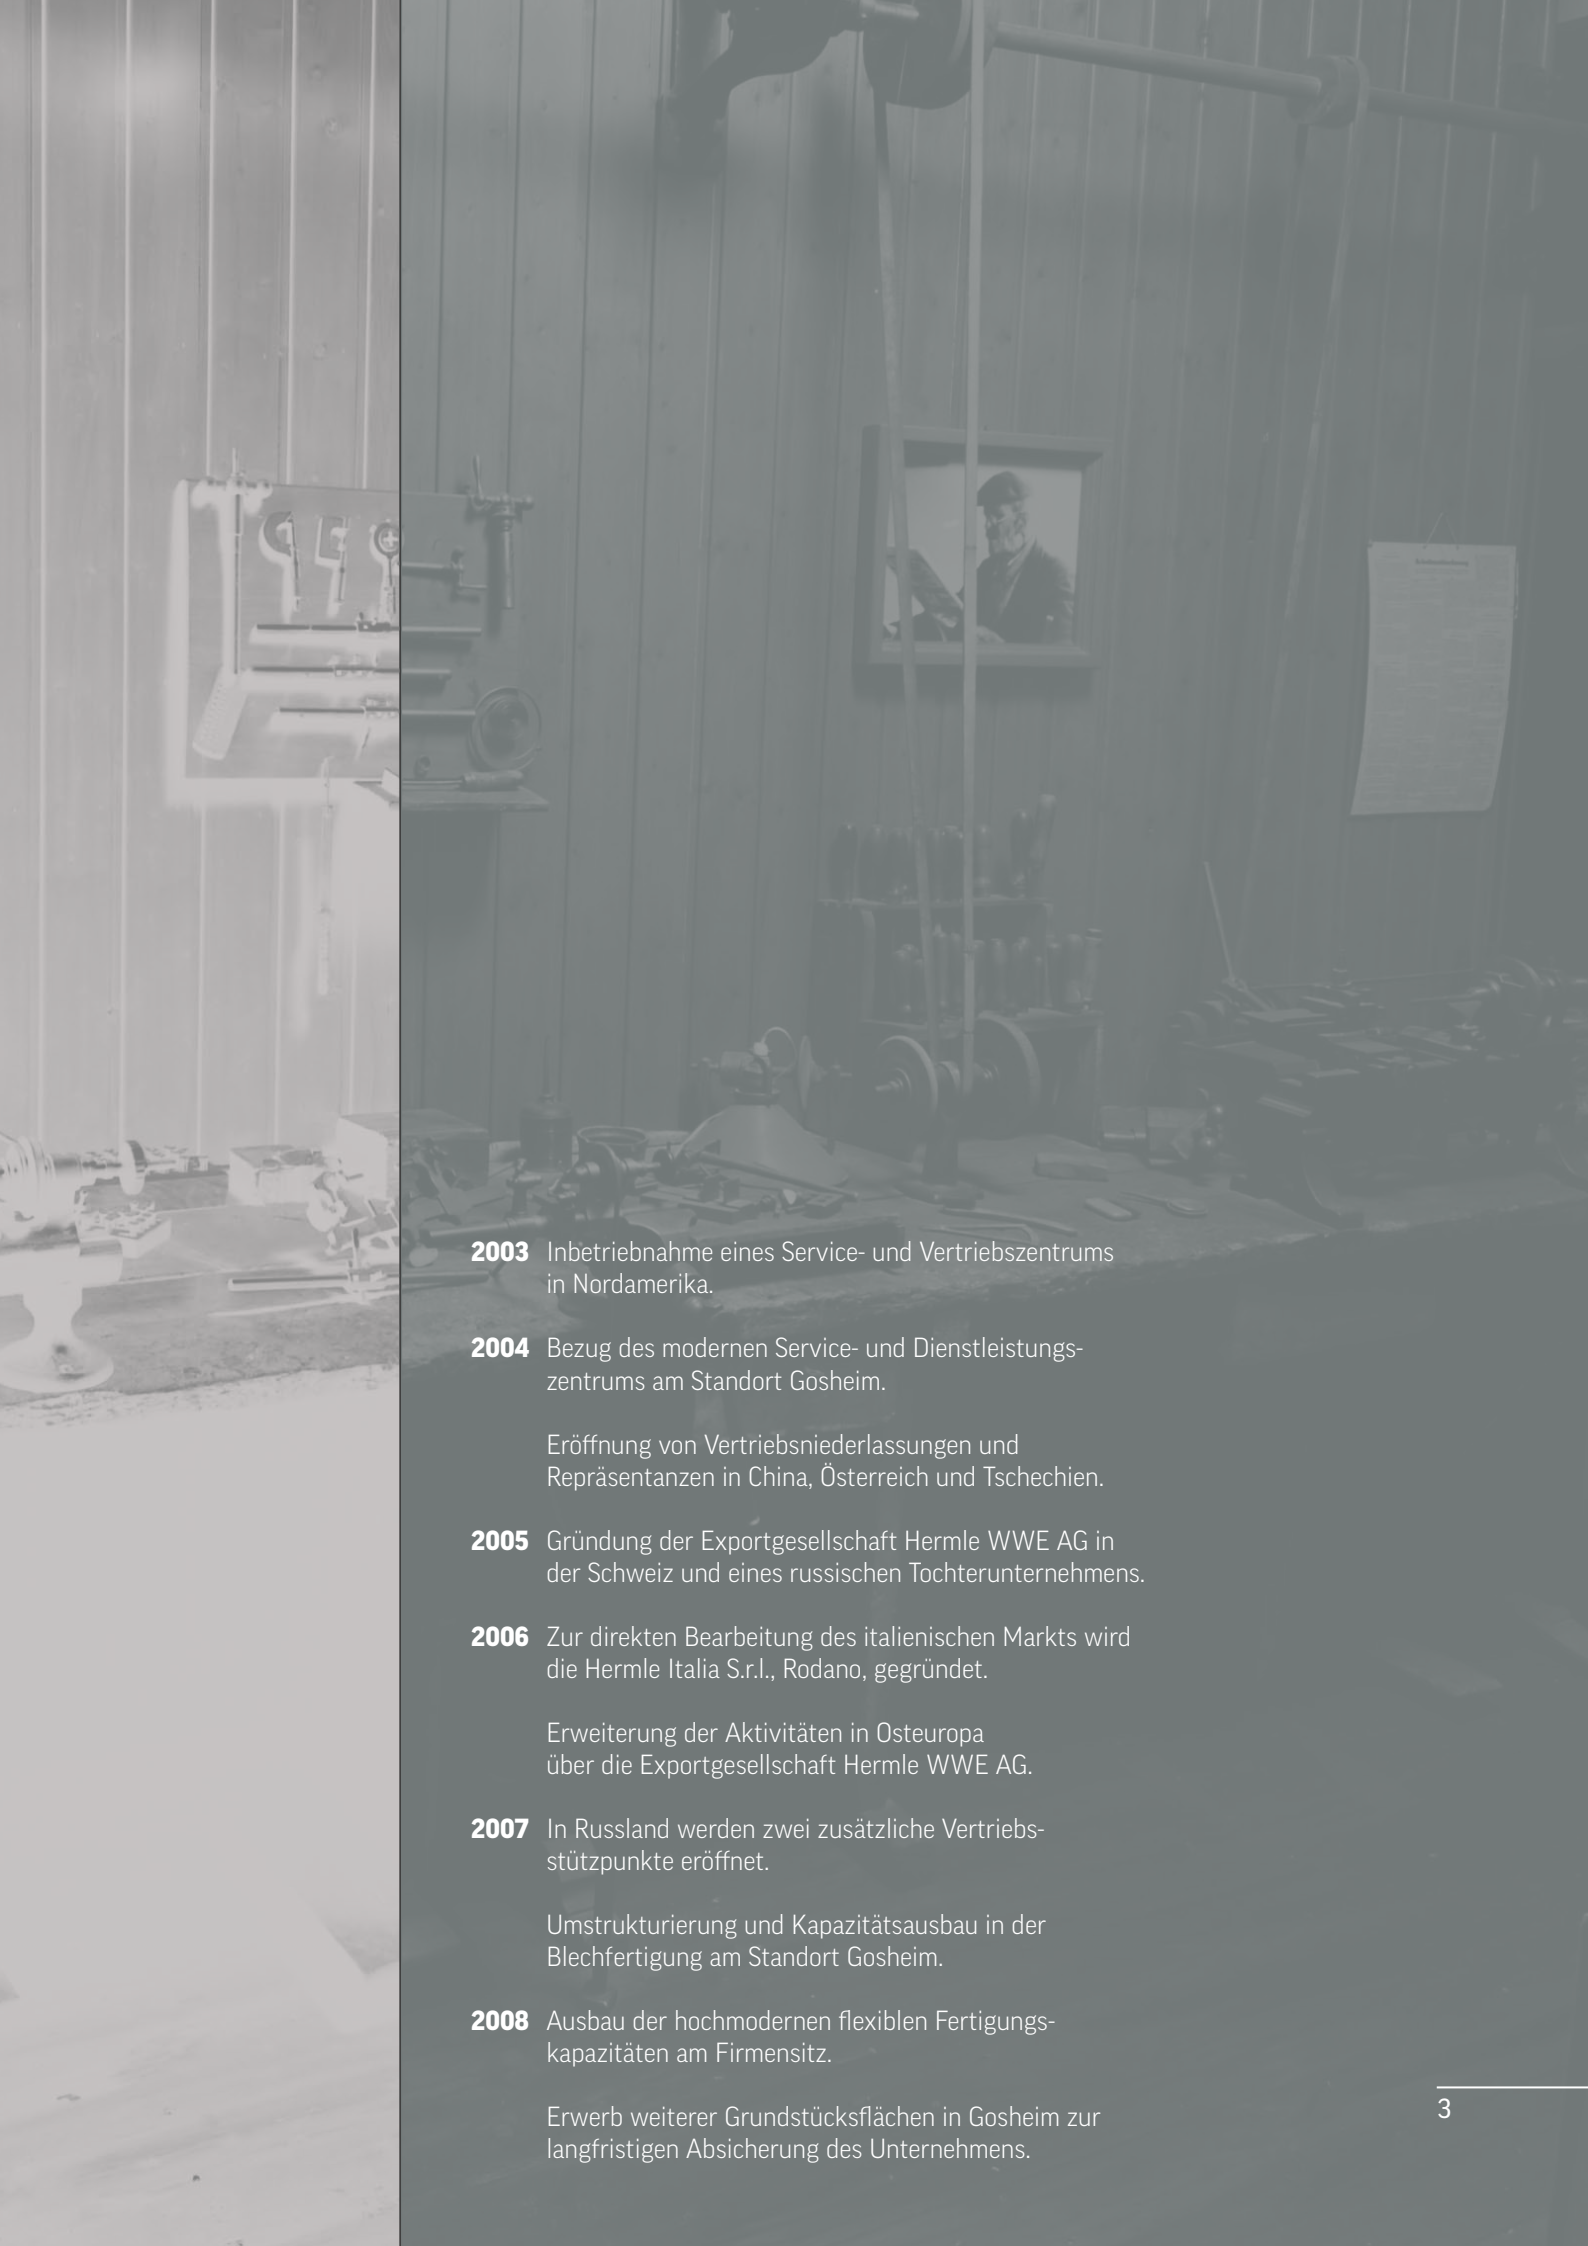 2003 Inbetriebnahme eines Service- und Vertriebszentrums
in Nordamerika.
2004 Bezug des modernen Service- und Dienstleistungs-
zentrums am Standort Gosheim.
Eröffnung von Vertriebsniederlassungen und
Repräsentanzen in China, Österreich und Tschechien.
2005 Gründung der Exportgesellschaft Hermle WWE AG in
der Schweiz und eines russischen Tochterunternehmens.
2006 Zur direkten Bearbeitung des italienischen Markts wird
die Hermle Italia S.r.l., Rodano, gegründet.
Erweiterung der Aktivitäten in Osteuropa
über die Exportgesellschaft Hermle WWE AG.
2007 In Russland werden zwei zusätzliche Vertriebs-
stützpunkte eröffnet.
Umstrukturierung und Kapazitätsausbau in der
Blechfertigung am Standort Gosheim.
2008 Ausbau der hochmodernen flexiblen Fertigungs-
kapazitäten am Firmensitz.
Erwerb weiterer Grundstücksflächen in Gosheim zur
langfristigen Absicherung des Unternehmens.
3